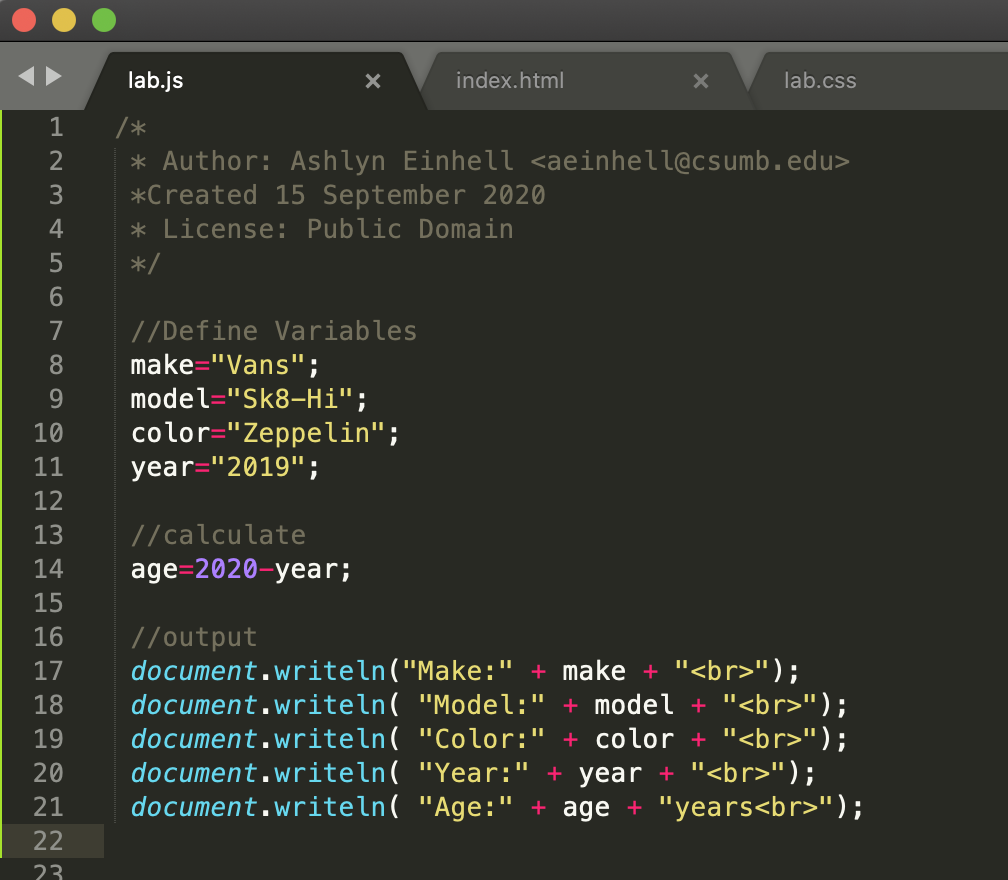 lab.js × index.html × lab.css
1 /*
2 * Author: Ashlyn Einhell <aeinhell@csumb.edu>
3 *Created 15 September 2020
4 * License: Public Domain
5 */
6
7 //Define Variables
8 make="Vans";
9 model="Sk8-Hi";
10 color="Zeppelin";
11 year="2019";
12
13 //calculate
14 age=2020-year;
15
16 //output
17 document.writeln("Make:" + make + "<br>");
18 document.writeln( "Model:" + model + "<br>");
19 document.writeln( "Color:" + color + "<br>");
20 document.writeln( "Year:" + year + "<br>");
21 document.writeln( "Age:" + age + "years<br>");
22
23